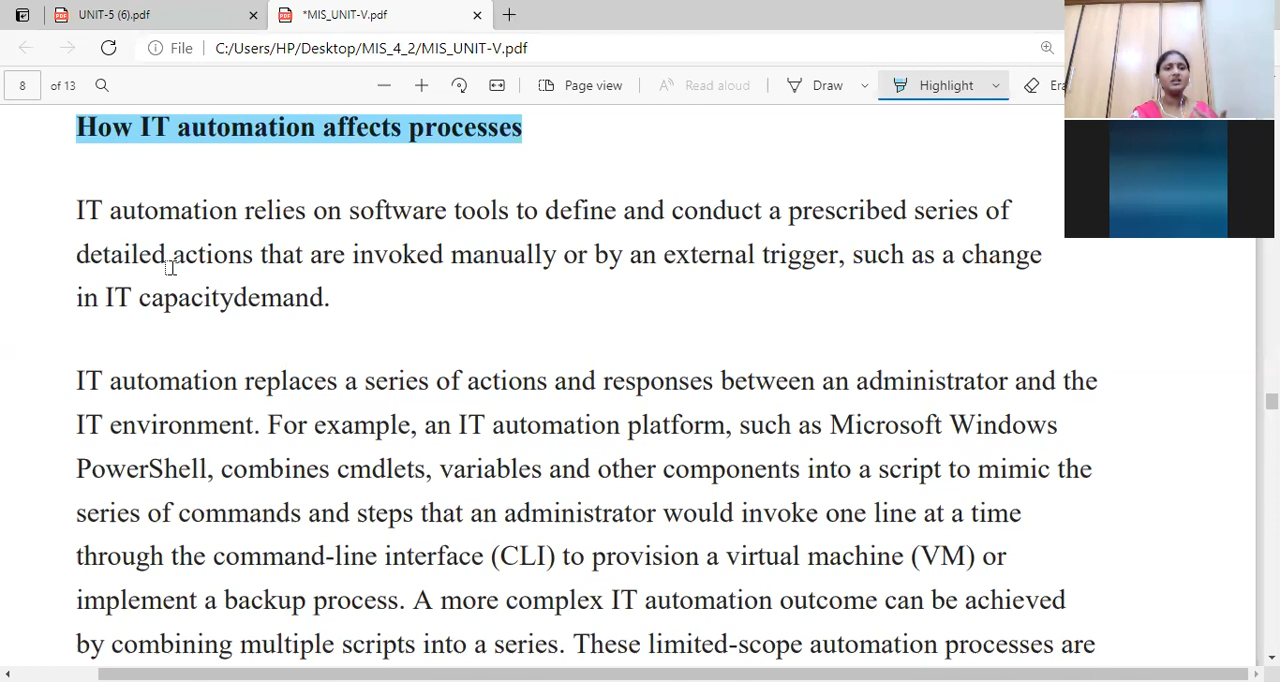 UNIT-5 (6).pdf
*MIS_UNIT-V.pdf
File
C:/Users/HP/Desktop/MIS_4_2/MIS_UNIT-V.pdf
8 of 13
Page view
Read aloud
Draw
Highlight
Era
How IT automation affects processes
IT automation relies on software tools to define and conduct a prescribed series of
detailed actions that are invoked manually or by an external trigger, such as a change
in IT capacitydemand.
IT automation replaces a series of actions and responses between an administrator and the
IT environment. For example, an IT automation platform, such as Microsoft Windows
PowerShell, combines cmdlets, variables and other components into a script to mimic the
series of commands and steps that an administrator would invoke one line at a time
through the command-line interface (CLI) to provision a virtual machine (VM) or
implement a backup process. A more complex IT automation outcome can be achieved
by combining multiple scripts into a series. These limited-scope automation processes are